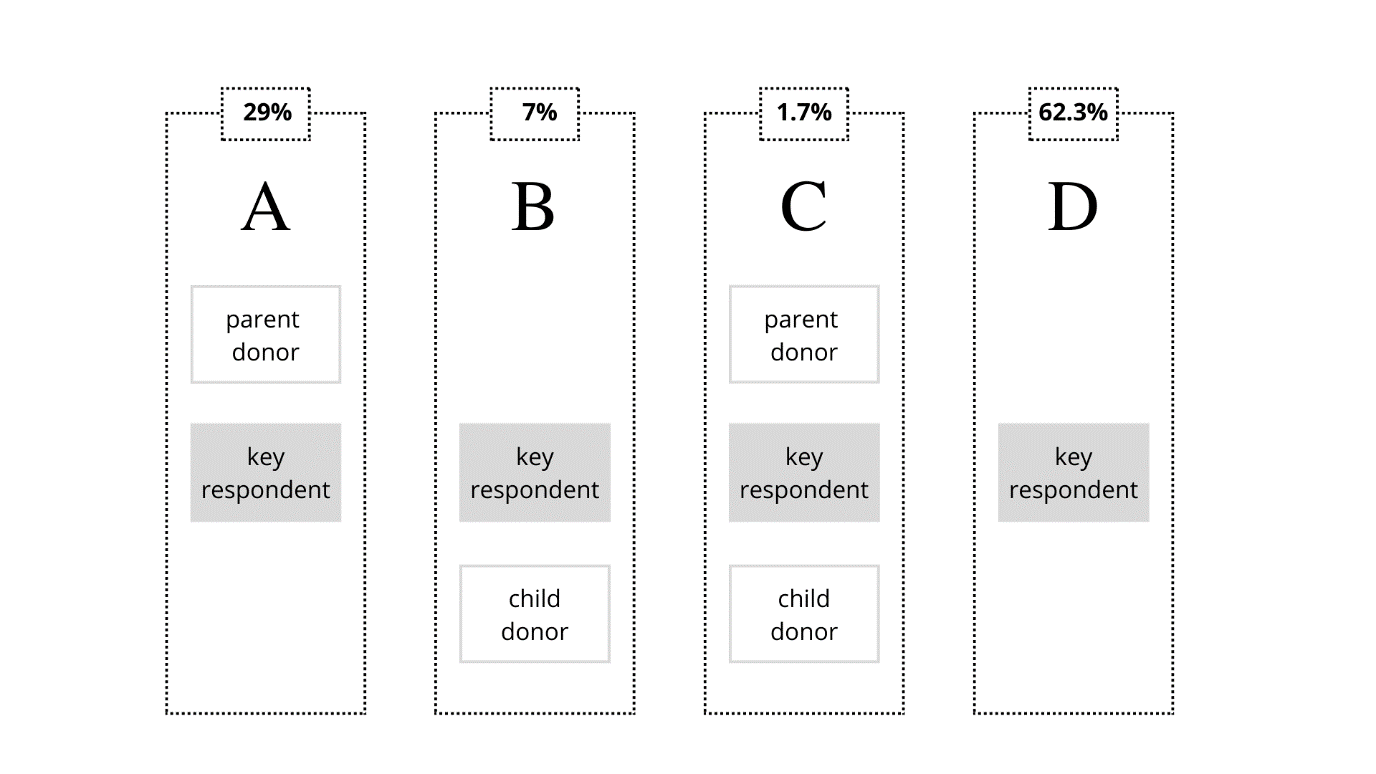 29%
A
parent
donor
key
respondent
7%
B
key
respondent
child
donor
1.7%
C
parent
donor
key
respondent
child
donor
62.3%
D
key
respondent